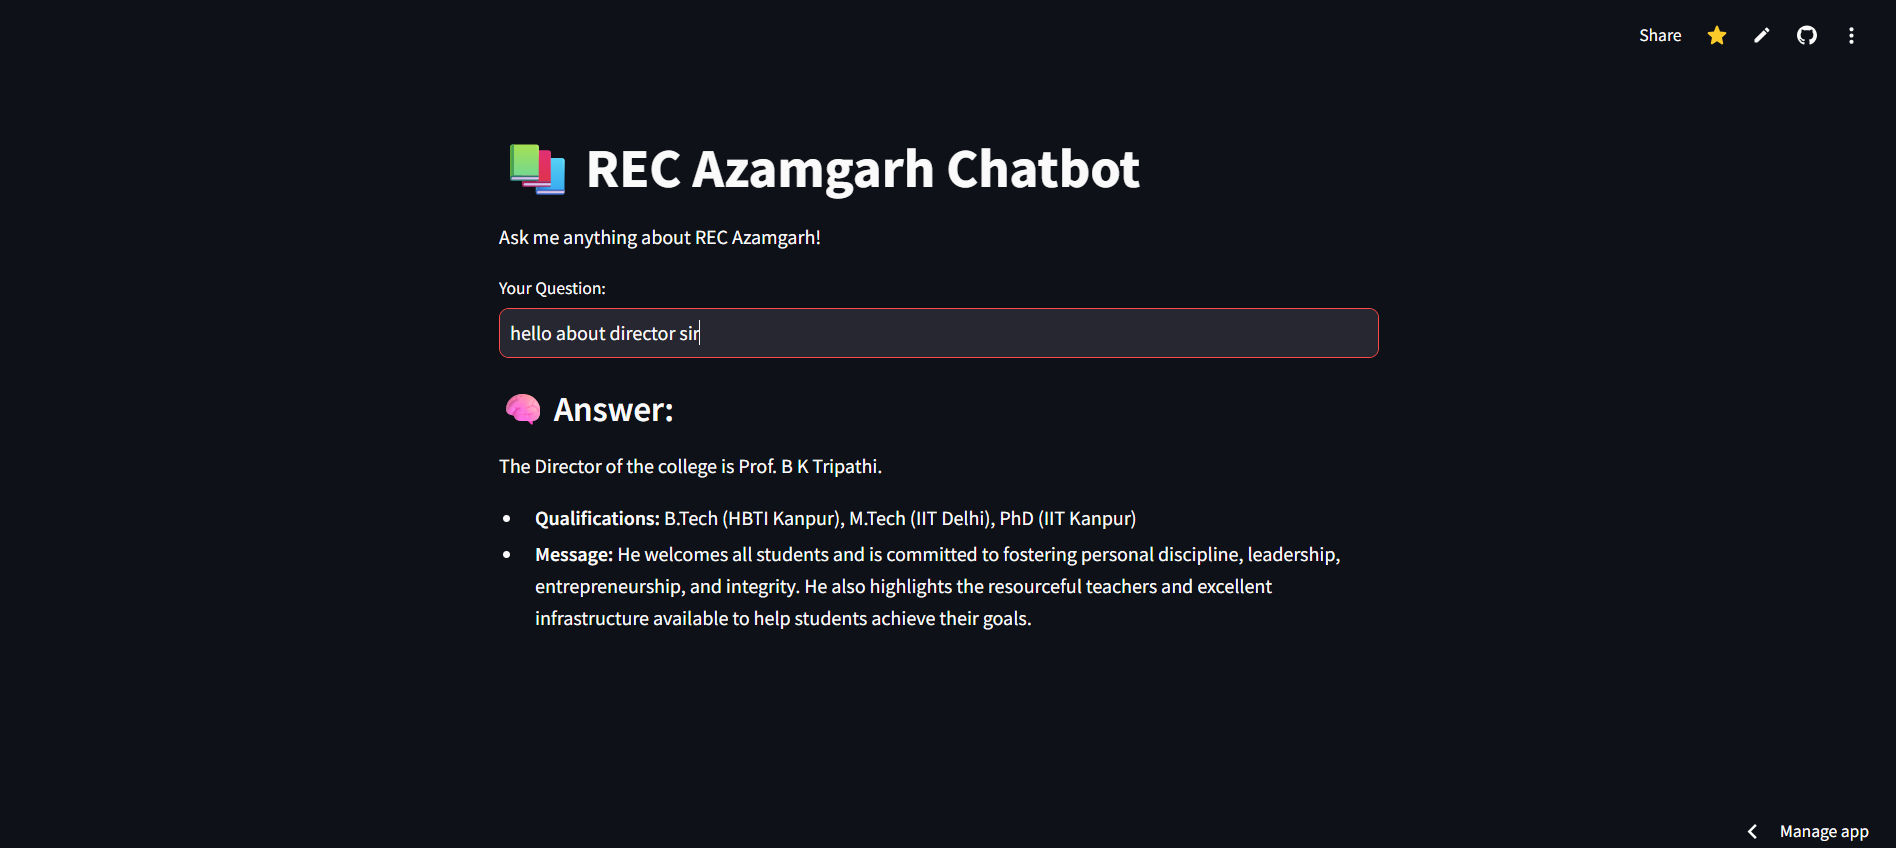 Share
REC Azamgarh Chatbot
Ask me anything about REC Azamgarh!
Your Question:
hello about director sir
Answer:
The Director of the college is Prof. B K Tripathi.
Qualifications: B.Tech (HBTI Kanpur), M.Tech (IIT Delhi), PhD (IIT Kanpur)
Message: He welcomes all students and is committed to fostering personal discipline, leadership,
entrepreneurship, and integrity. He also highlights the resourceful teachers and excellent
infrastructure available to help students achieve their goals.
Manage app